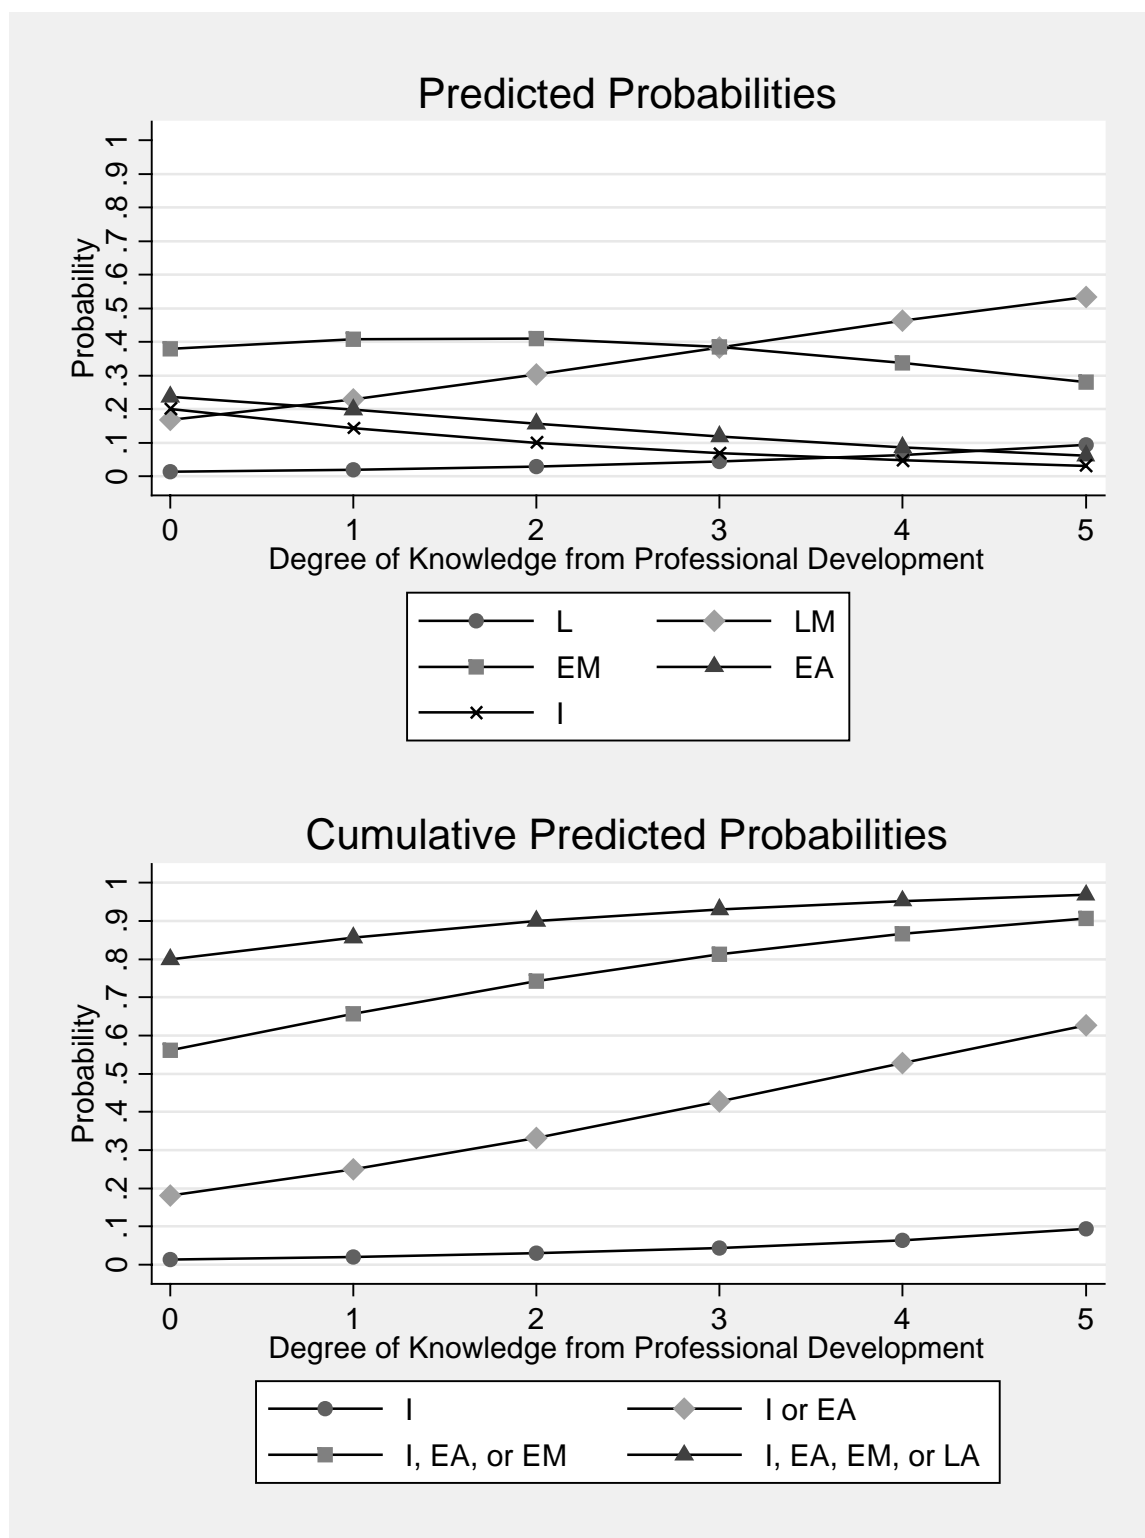 Predicted Probabilities
Probability
0 .1 .2 .3 .4 .5 .6 .7 .8 .9 1
0 1 2 3 4 5
Degree of Knowledge from Professional Development
L LM
EM EA
I
Cumulative Predicted Probabilities
Probability
0 .1 .2 .3 .4 .5 .6 .7 .8 .9 1
0 1 2 3 4 5
Degree of Knowledge from Professional Development
I I or EA
I, EA, or EM I, EA, EM, or LA